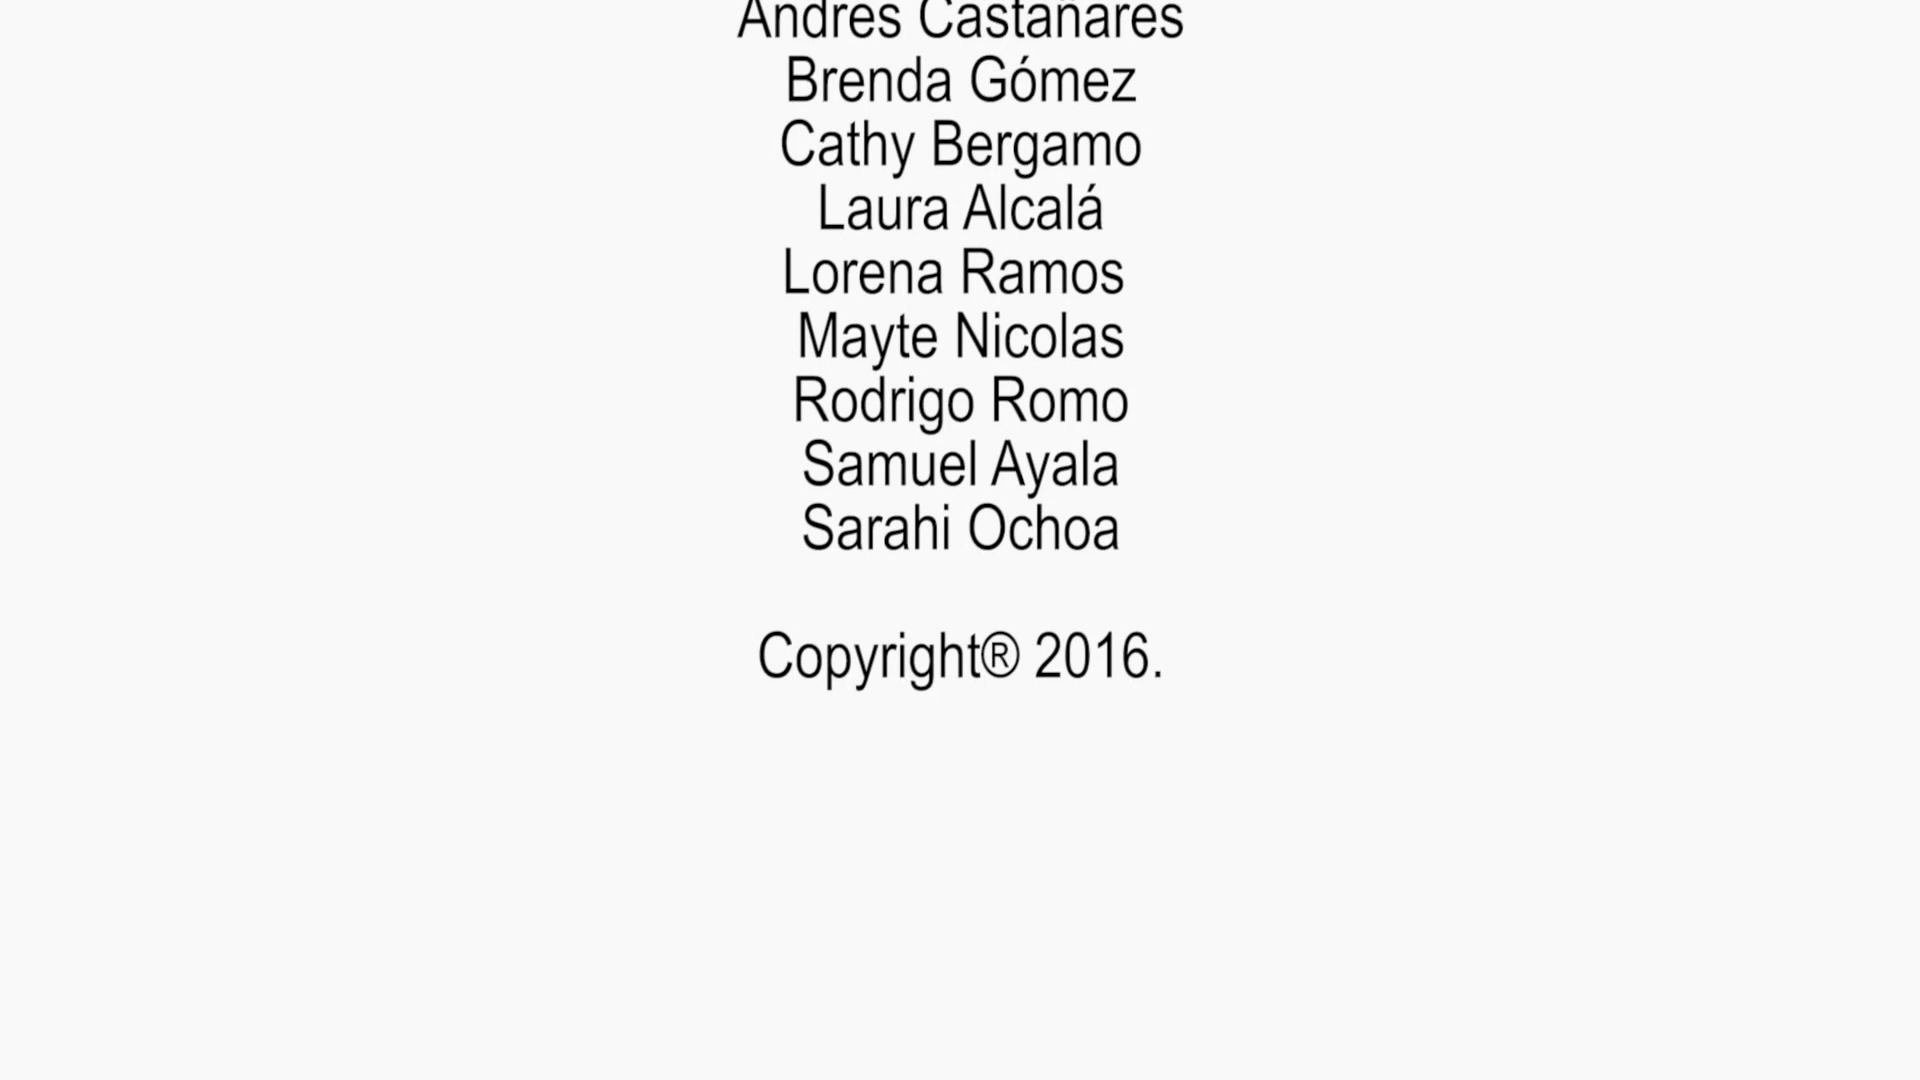 Andres Castañares
Brenda Gómez
Cathy Bergamo
Laura Alcalá
Lorena Ramos
Mayte Nicolas
Rodrigo Romo
Samuel Ayala
Sarahi Ochoa
Copyright® 2016.